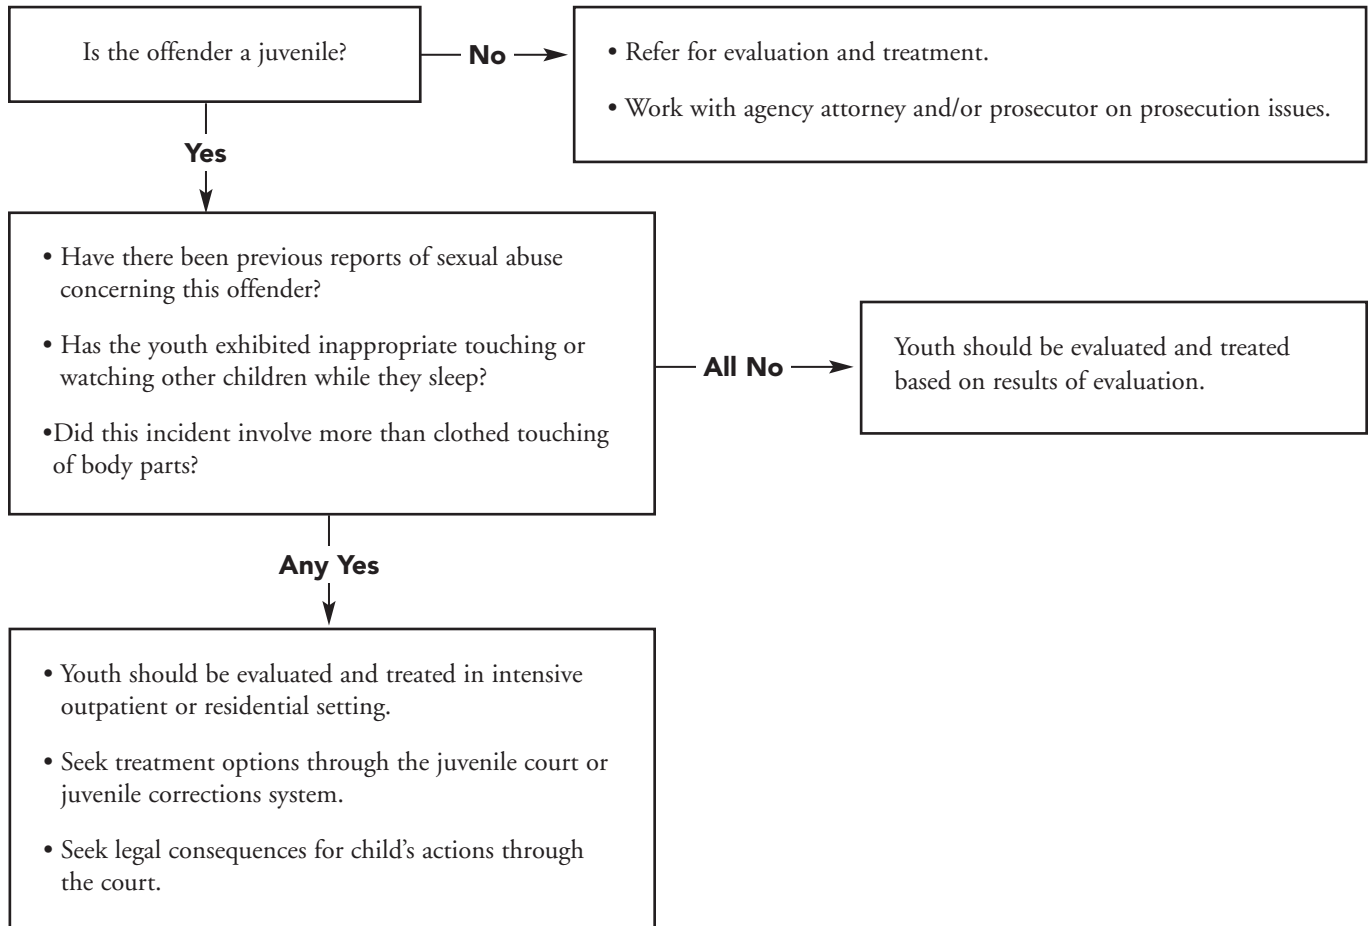 Is the offender a juvenile?
No
• Refer for evaluation and treatment.
• Work with agency attorney and/or prosecutor on prosecution issues.
Yes
• Have there been previous reports of sexual abuse
concerning this offender?
• Has the youth exhibited inappropriate touching or
watching other children while they sleep?
•Did this incident involve more than clothed touching
of body parts?
All No
Youth should be evaluated and treated
based on results of evaluation.
Any Yes
• Youth should be evaluated and treated in intensive
outpatient or residential setting.
• Seek treatment options through the juvenile court or
juvenile corrections system.
• Seek legal consequences for child’s actions through
the court.